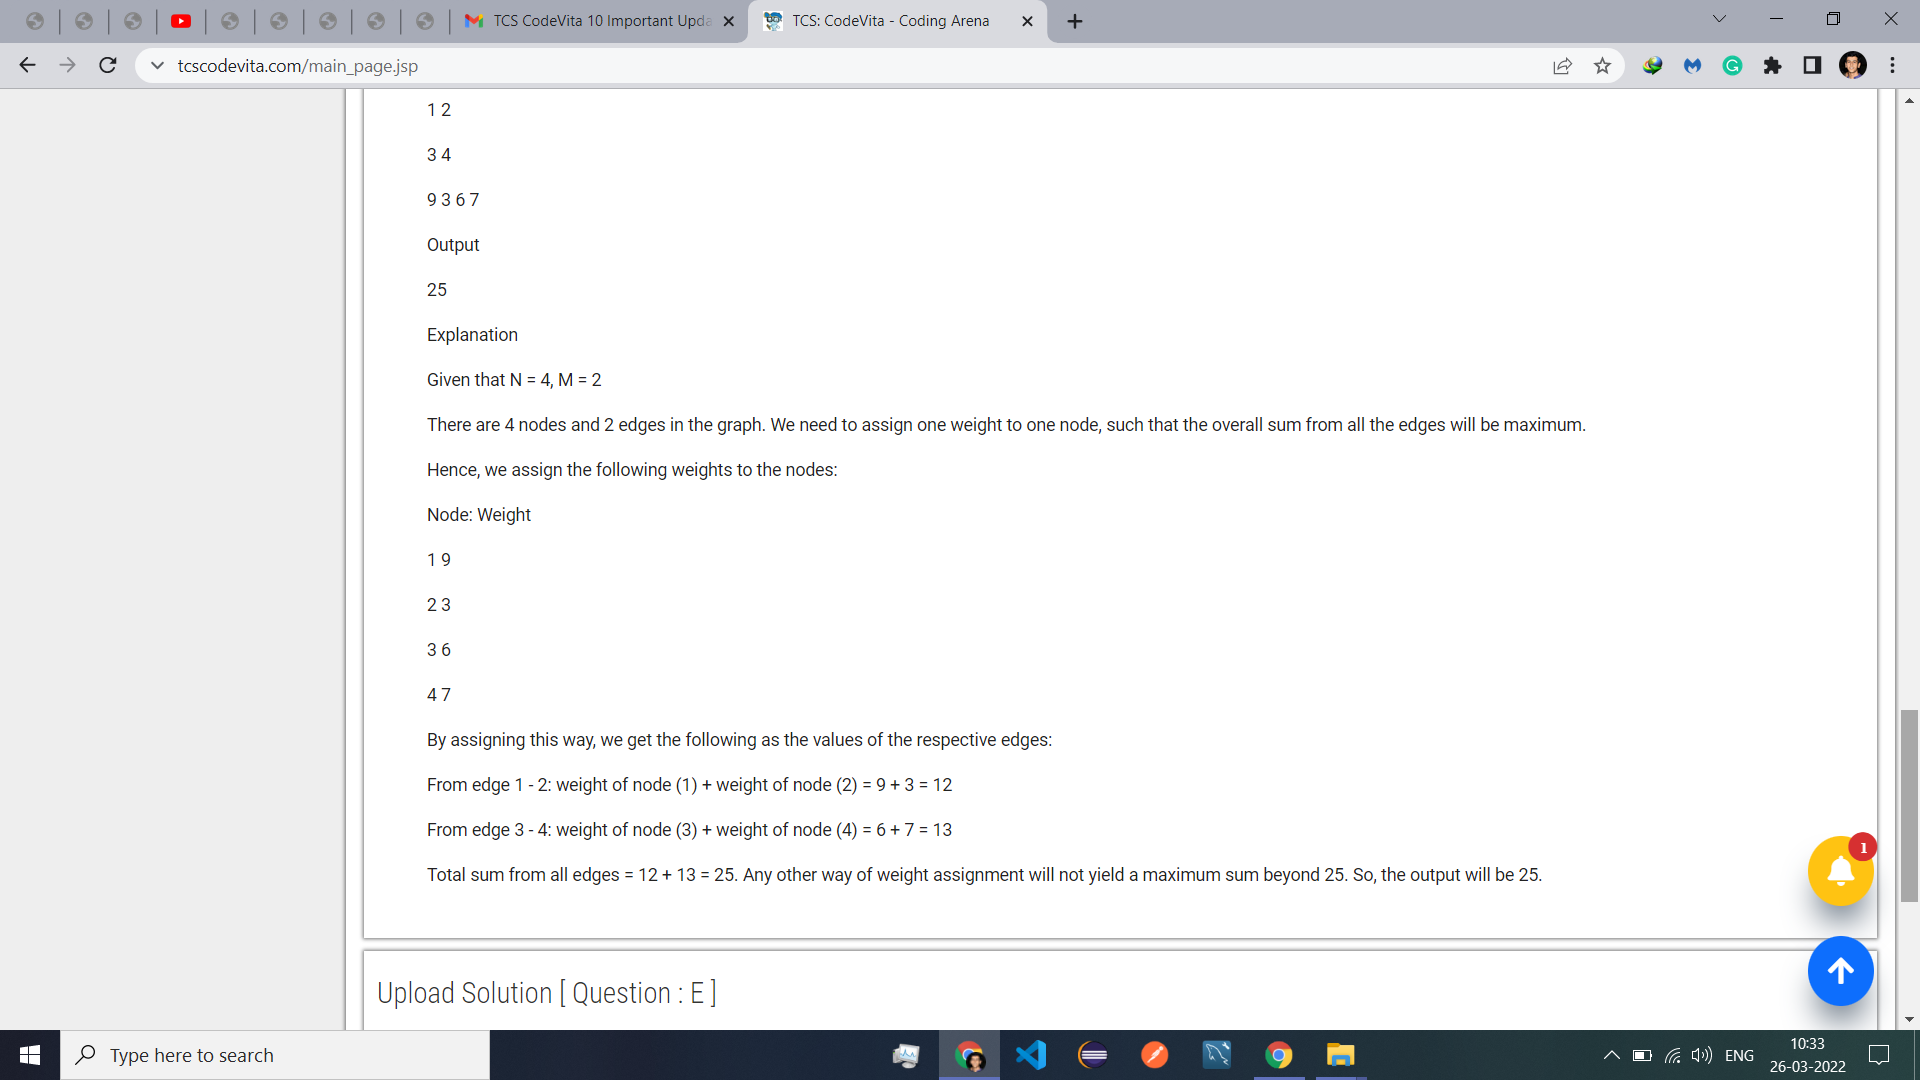 TCS CodeVita 10 Important Upda
TCS: CodeVita - Coding Arena
tcscodevita.com/main_page.jsp
1 2
3 4
9 3 6 7
Output
25
Explanation
Given that N = 4, M = 2
There are 4 nodes and 2 edges in the graph. We need to assign one weight to one node, such that the overall sum from all the edges will be maximum.
Hence, we assign the following weights to the nodes:
Node: Weight
1 9
2 3
3 6
4 7
By assigning this way, we get the following as the values of the respective edges:
From edge 1 - 2: weight of node (1) + weight of node (2) = 9 + 3 = 12
From edge 3 - 4: weight of node (3) + weight of node (4) = 6 + 7 = 13
Total sum from all edges = 12 + 13 = 25. Any other way of weight assignment will not yield a maximum sum beyond 25. So, the output will be 25.
1
Upload Solution [ Question : E ]
Type here to search
ENG
10:33
26-03-2022